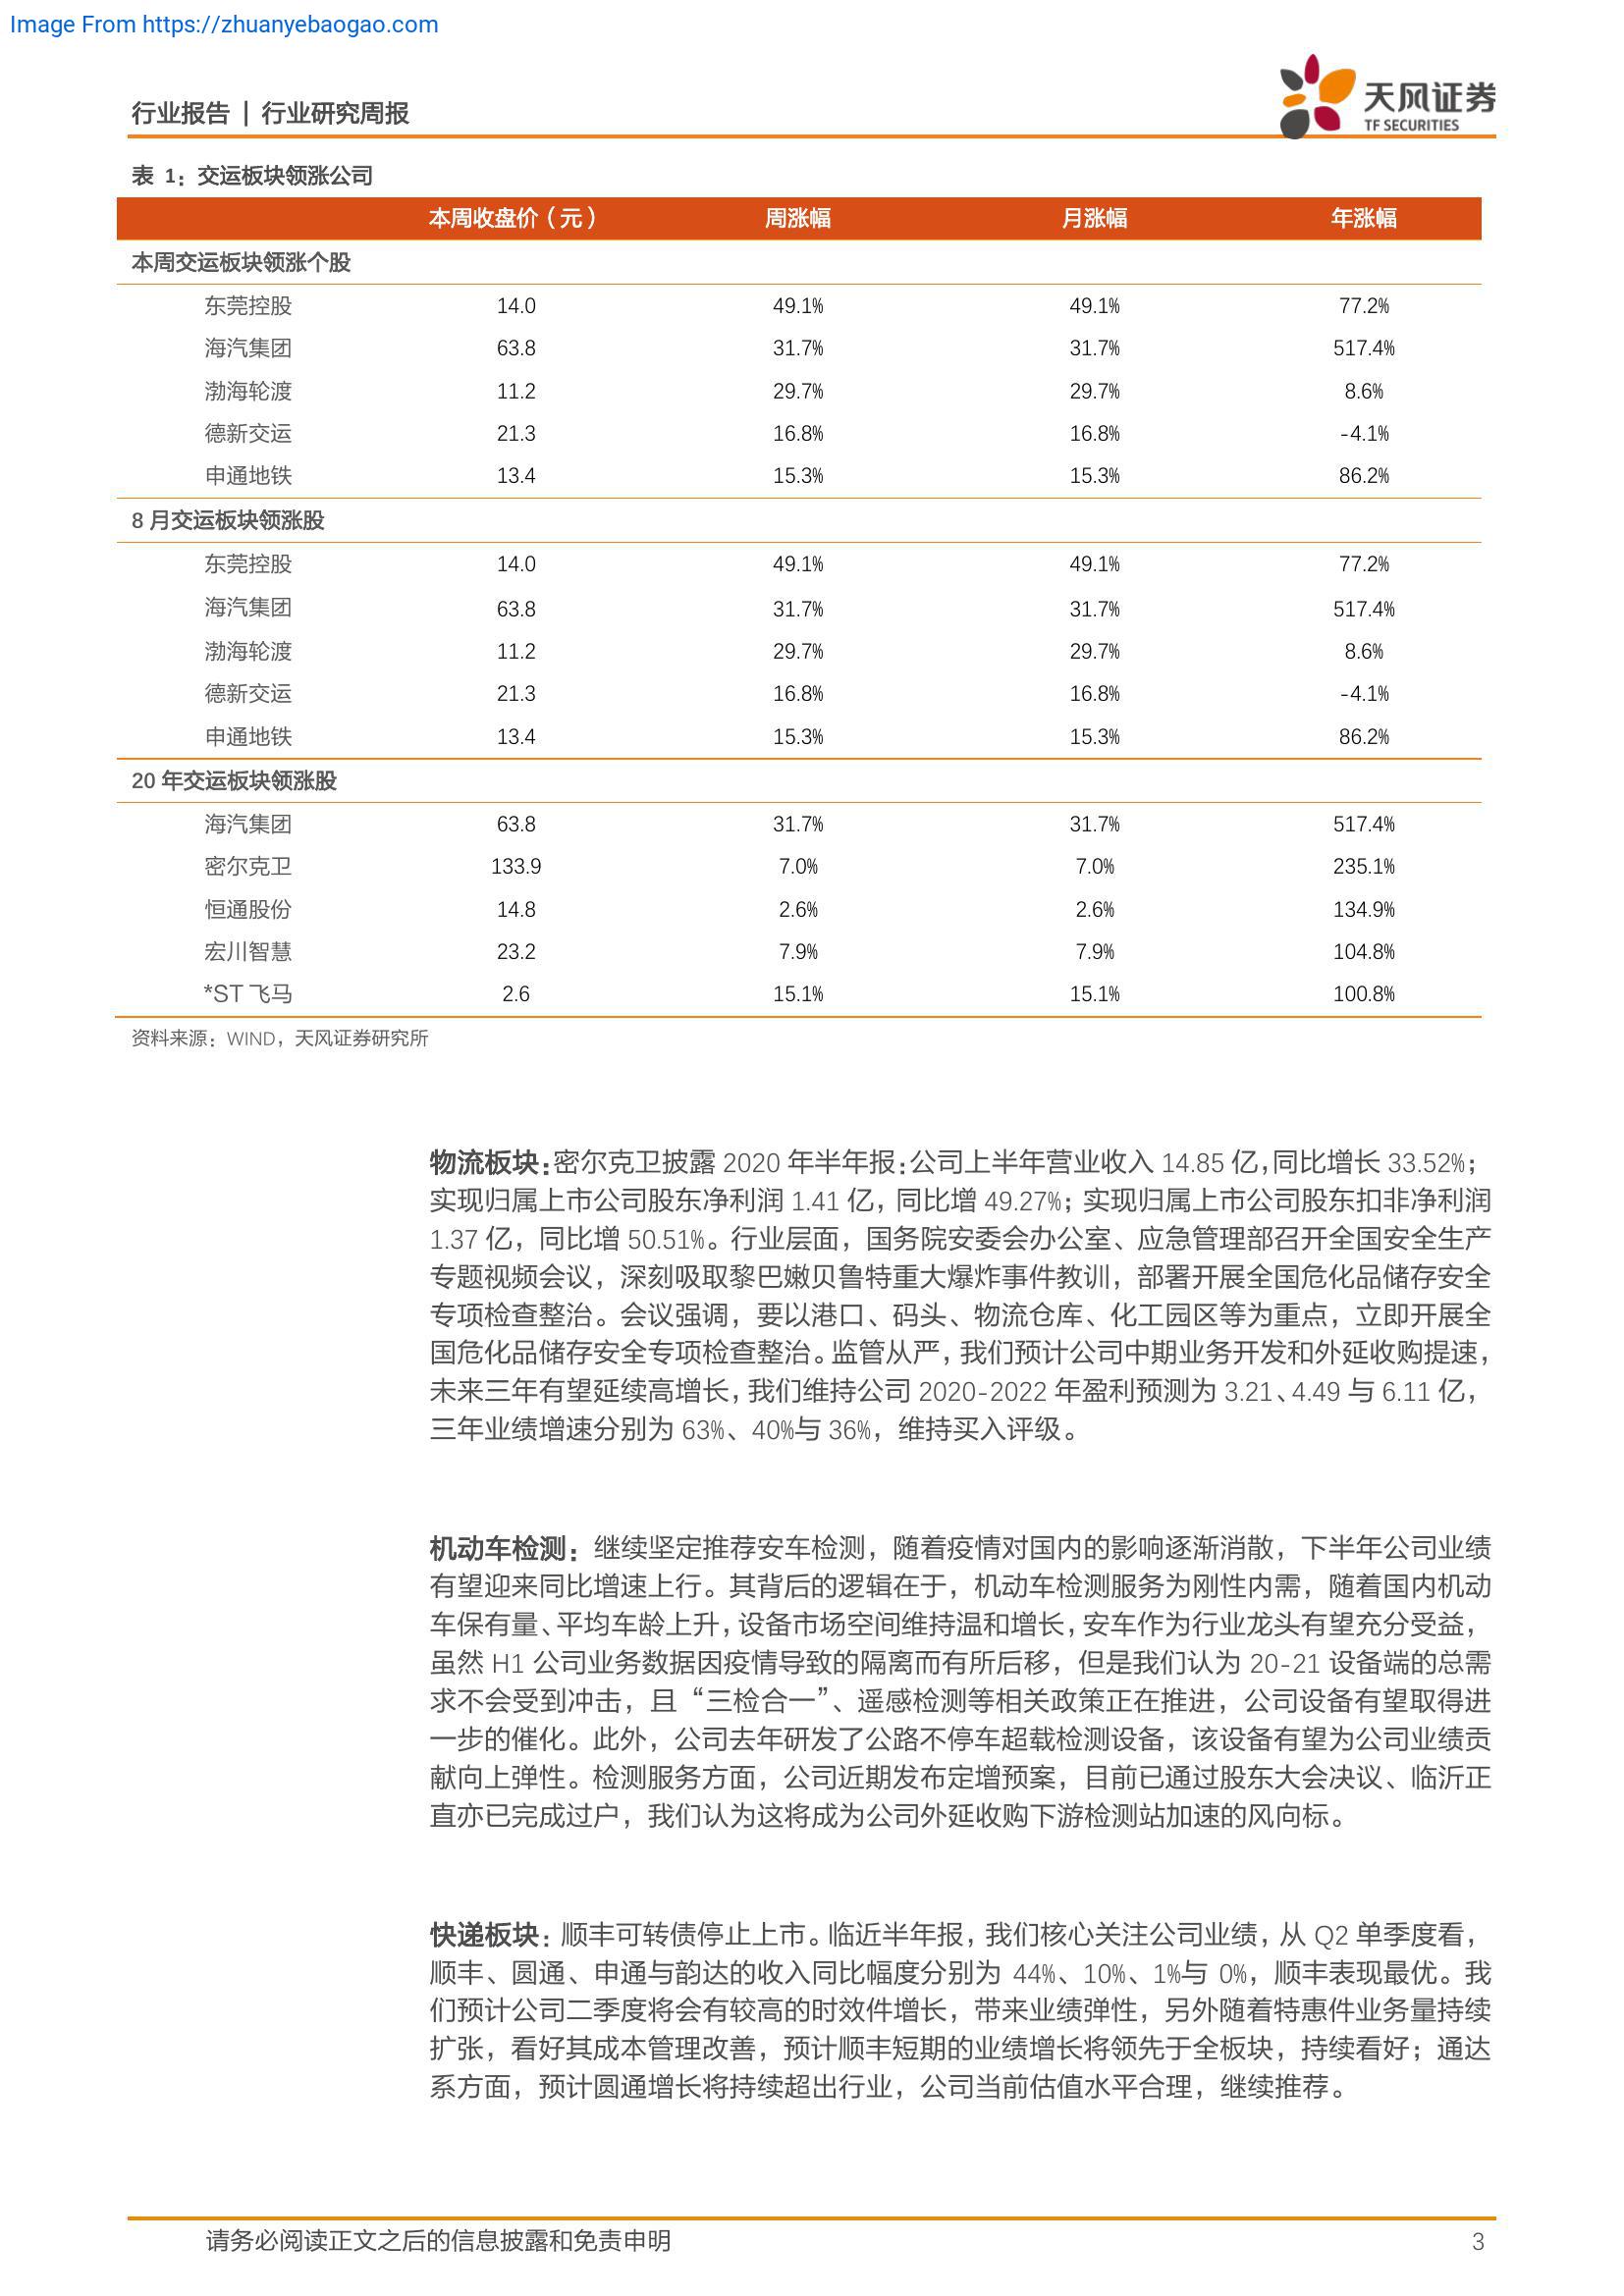 Image From https://zhuanyebaogao.com
行业报告 | 行业研究周报
天风证券
TF SECURITIES
表 1：交运板块领涨公司
本周收盘价（元） 周涨幅 月涨幅 年涨幅
本周交运板块领涨个股
东莞控股 14.0 49.1% 49.1% 77.2%
海汽集团 63.8 31.7% 31.7% 517.4%
渤海轮渡 11.2 29.7% 29.7% 8.6%
德新交运 21.3 16.8% 16.8% -4.1%
申通地铁 13.4 15.3% 15.3% 86.2%
8 月交运板块领涨股
东莞控股 14.0 49.1% 49.1% 77.2%
海汽集团 63.8 31.7% 31.7% 517.4%
渤海轮渡 11.2 29.7% 29.7% 8.6%
德新交运 21.3 16.8% 16.8% -4.1%
申通地铁 13.4 15.3% 15.3% 86.2%
20 年交运板块领涨股
海汽集团 63.8 31.7% 31.7% 517.4%
密尔克卫 133.9 7.0% 7.0% 235.1%
恒通股份 14.8 2.6% 2.6% 134.9%
宏川智慧 23.2 7.9% 7.9% 104.8%
*ST 飞马 2.6 15.1% 15.1% 100.8%
资料来源：WIND，天风证券研究所
物流板块：密尔克卫披露 2020 年半年报：公司上半年营业收入 14.85 亿，同比增长 33.52%；
实现归属上市公司股东净利润 1.41 亿，同比增 49.27%；实现归属上市公司股东扣非净利润
1.37 亿，同比增 50.51%。行业层面，国务院安委会办公室、应急管理部召开全国安全生产
专题视频会议，深刻吸取黎巴嫩贝鲁特重大爆炸事件教训，部署开展全国危化品储存安全
专项检查整治。会议强调，要以港口、码头、物流仓库、化工园区等为重点，立即开展全
国危化品储存安全专项检查整治。监管从严，我们预计公司中期业务开发和外延收购提速，
未来三年有望延续高增长，我们维持公司 2020-2022 年盈利预测为 3.21、4.49 与 6.11 亿，
三年业绩增速分别为 63%、40%与 36%，维持买入评级。
机动车检测：继续坚定推荐安车检测，随着疫情对国内的影响逐渐消散，下半年公司业绩
有望迎来同比增速上行。其背后的逻辑在于，机动车检测服务为刚性内需，随着国内机动
车保有量、平均车龄上升，设备市场空间维持温和增长，安车作为行业龙头有望充分受益，
虽然 H1 公司业务数据因疫情导致的隔离而有所后移，但是我们认为 20-21 设备端的总需
求不会受到冲击，且“三检合一”、遥感检测等相关政策正在推进，公司设备有望取得进
一步的催化。此外，公司去年研发了公路不停车超载检测设备，该设备有望为公司业绩贡
献向上弹性。检测服务方面，公司近期发布定增预案，目前已通过股东大会决议、临沂正
直亦已完成过户，我们认为这将成为公司外延收购下游检测站加速的风向标。
快递板块：顺丰可转债停止上市。临近半年报，我们核心关注公司业绩，从 Q2 单季度看，
顺丰、圆通、申通与韵达的收入同比幅度分别为 44%、10%、1%与 0%，顺丰表现最优。我
们预计公司二季度将会有较高的时效件增长，带来业绩弹性，另外随着特惠件业务量持续
扩张，看好其成本管理改善，预计顺丰短期的业绩增长将领先于全板块，持续看好；通达
系方面，预计圆通增长将持续超出行业，公司当前估值水平合理，继续推荐。
请务必阅读正文之后的信息披露和免责申明 3